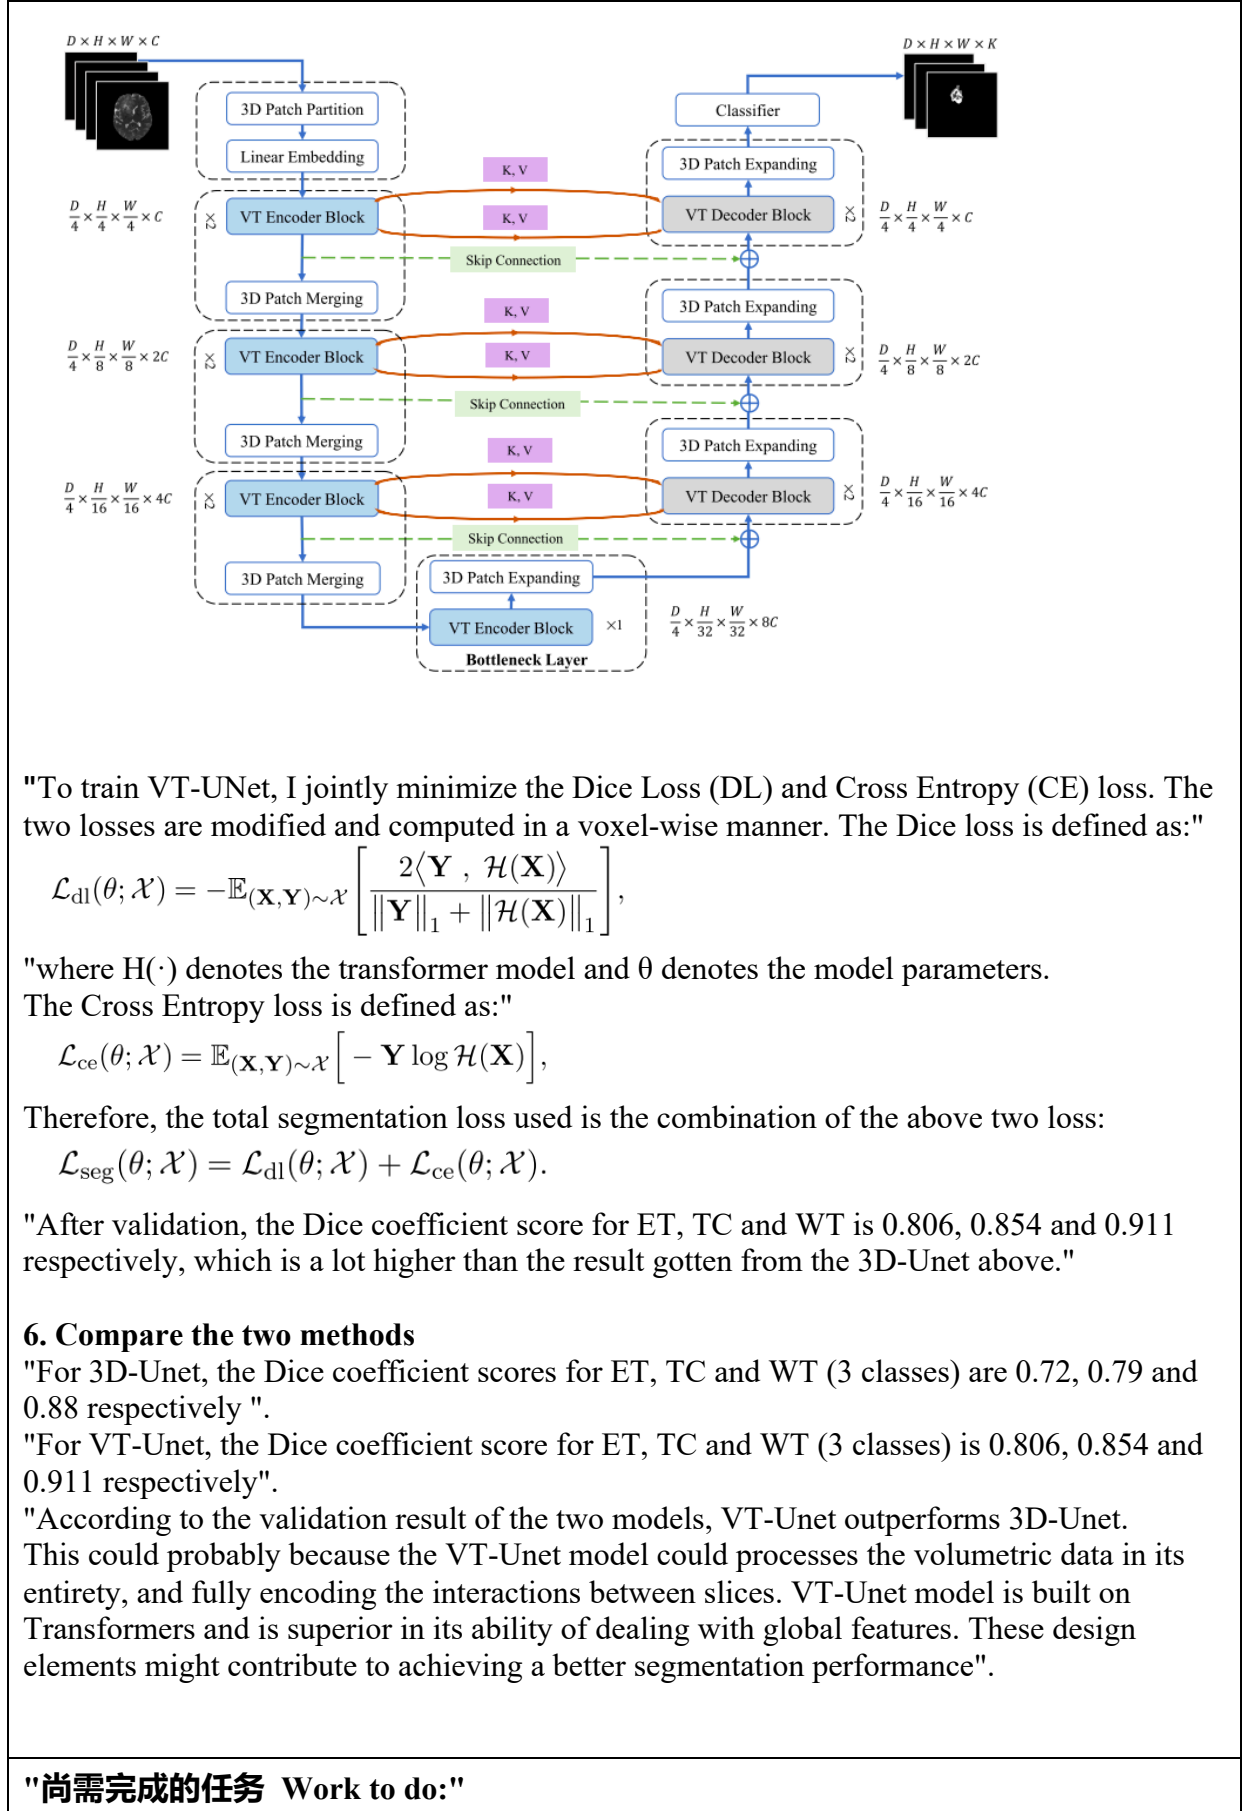 D × H × W × C
D × H × W × K
3D Patch Partition
Classifier
Linear Embedding
3D Patch Expanding
K, V
D/4 × H/4 × W/4 × C
×2
VT Encoder Block
K, V
VT Decoder Block
×2
D/4 × H/4 × W/4 × C
Skip Connection
3D Patch Merging
3D Patch Expanding
K, V
D/4 × H/8 × W/8 × 2C
×2
VT Encoder Block
K, V
VT Decoder Block
×2
D/4 × H/8 × W/8 × 2C
Skip Connection
3D Patch Merging
3D Patch Expanding
K, V
D/4 × H/16 × W/16 × 4C
×2
VT Encoder Block
K, V
VT Decoder Block
×2
D/4 × H/16 × W/16 × 4C
Skip Connection
3D Patch Merging
3D Patch Expanding
VT Encoder Block
×1
D/4 × H/32 × W/32 × 8C
Bottleneck Layer
"To train VT-UNet, I jointly minimize the Dice Loss (DL) and Cross Entropy (CE) loss. The
two losses are modified and computed in a voxel-wise manner. The Dice loss is defined as:"
ℒ_dl(θ; 𝒳) = −𝔼_(X,Y)∼𝒳 [ 2⟨Y , ℋ(X)⟩ / (‖Y‖₁ + ‖ℋ(X)‖₁) ],
"where H(·) denotes the transformer model and θ denotes the model parameters.
The Cross Entropy loss is defined as:"
ℒ_ce(θ; 𝒳) = 𝔼_(X,Y)∼𝒳 [ − Y log ℋ(X) ],
Therefore, the total segmentation loss used is the combination of the above two loss:
ℒ_seg(θ; 𝒳) = ℒ_dl(θ; 𝒳) + ℒ_ce(θ; 𝒳).
"After validation, the Dice coefficient score for ET, TC and WT is 0.806, 0.854 and 0.911
respectively, which is a lot higher than the result gotten from the 3D-Unet above."
6. Compare the two methods
"For 3D-Unet, the Dice coefficient scores for ET, TC and WT (3 classes) are 0.72, 0.79 and
0.88 respectively ".
"For VT-Unet, the Dice coefficient score for ET, TC and WT (3 classes) is 0.806, 0.854 and
0.911 respectively".
"According to the validation result of the two models, VT-Unet outperforms 3D-Unet.
This could probably because the VT-Unet model could processes the volumetric data in its
entirety, and fully encoding the interactions between slices. VT-Unet model is built on
Transformers and is superior in its ability of dealing with global features. These design
elements might contribute to achieving a better segmentation performance".
"尚需完成的任务 Work to do:"